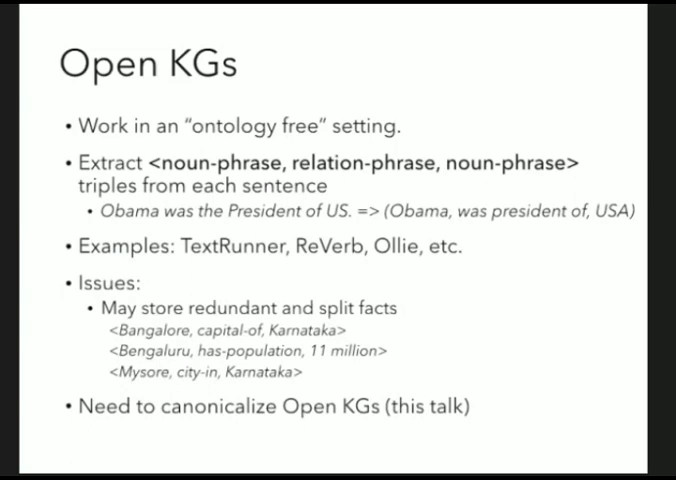 Open KGs
• Work in an “ontology free” setting.
• Extract <noun-phrase, relation-phrase, noun-phrase>
triples from each sentence
• Obama was the President of US. => (Obama, was president of, USA)
• Examples: TextRunner, ReVerb, Ollie, etc.
• Issues:
• May store redundant and split facts
<Bangalore, capital-of, Karnataka>
<Bengaluru, has-population, 11 million>
<Mysore, city-in, Karnataka>
• Need to canonicalize Open KGs (this talk)